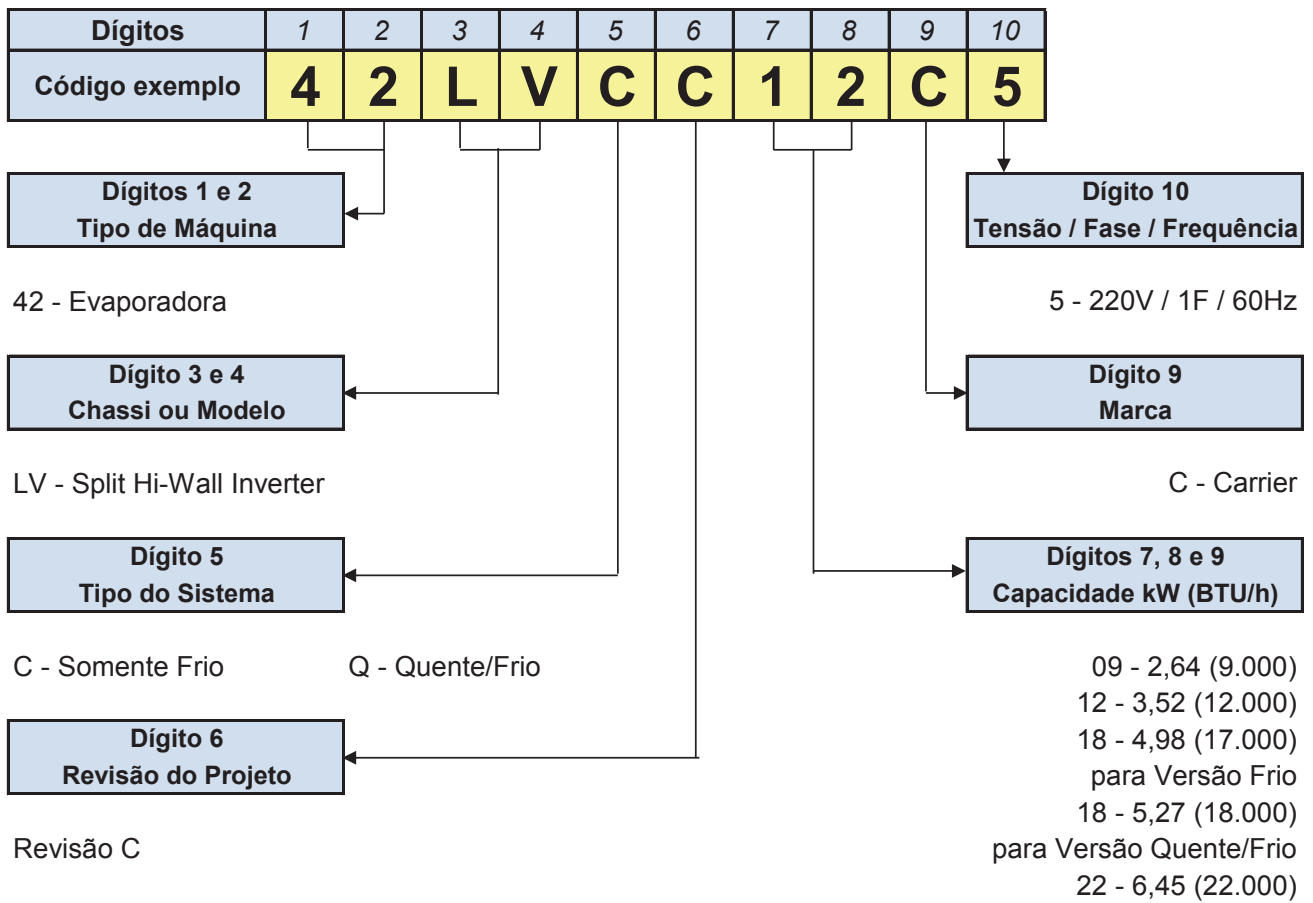 Dígitos 1 2 3 4 5 6 7 8 9 10
Código exemplo 4 2 L V C C 1 2 C 5
Dígitos 1 e 2
Tipo de Máquina
42 - Evaporadora
Dígito 3 e 4
Chassi ou Modelo
LV - Split Hi-Wall Inverter
Dígito 5
Tipo do Sistema
C - Somente Frio Q - Quente/Frio
Dígito 6
Revisão do Projeto
Revisão C
Dígito 10
Tensão / Fase / Frequência
5 - 220V / 1F / 60Hz
Dígito 9
Marca
C - Carrier
Dígitos 7, 8 e 9
Capacidade kW (BTU/h)
09 - 2,64 (9.000)
12 - 3,52 (12.000)
18 - 4,98 (17.000)
para Versão Frio
18 - 5,27 (18.000)
para Versão Quente/Frio
22 - 6,45 (22.000)